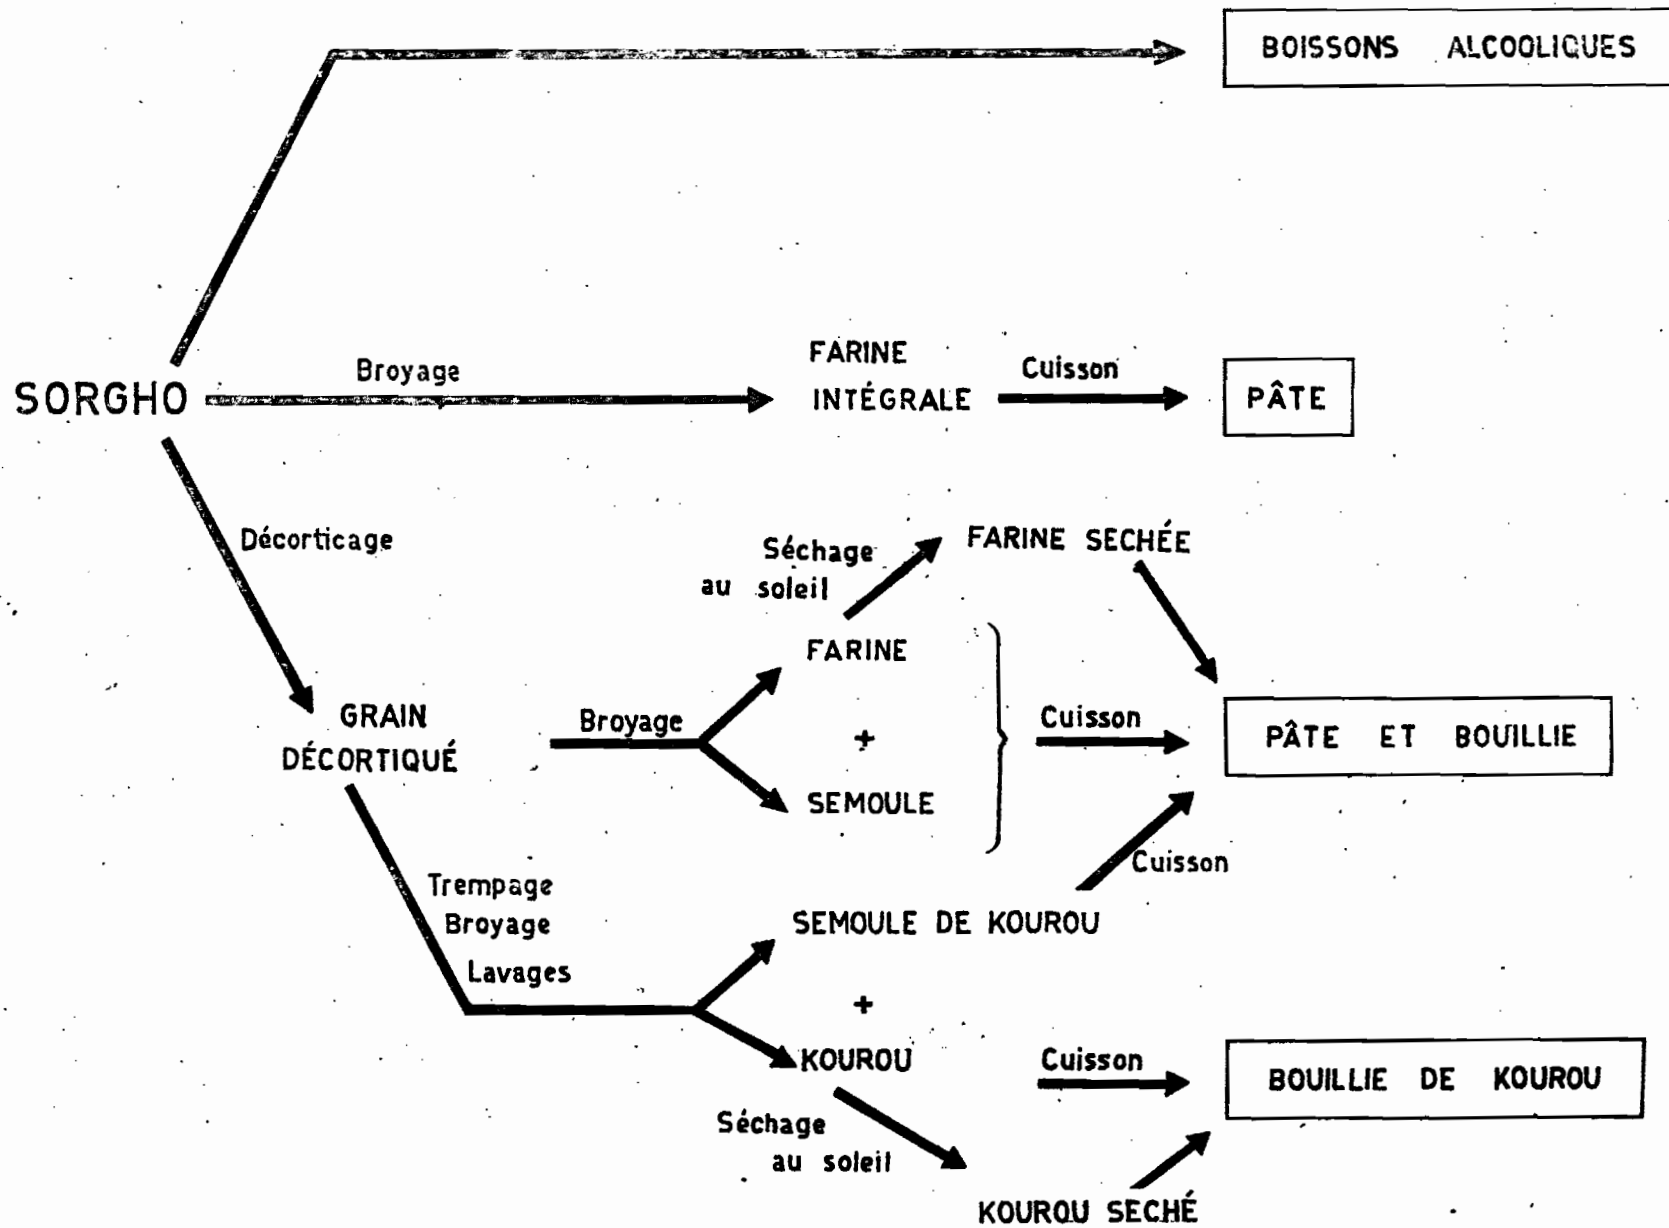 BOISSONS ALCOOLIQUES
FARINE
INTÉGRALE
Broyage
Cuisson
SORGHO
PÂTE
Décorticage
Séchage
au soleil
FARINE SECHÉE
FARINE
GRAIN
DÉCORTIQUÉ
Broyage
+
Cuisson
PÂTE ET BOUILLIE
SEMOULE
Cuisson
Trempage
Broyage
Lavages
SEMOULE DE KOUROU
+
KOUROU
Cuisson
BOUILLIE DE KOUROU
Séchage
au soleil
KOUROU SECHÉ